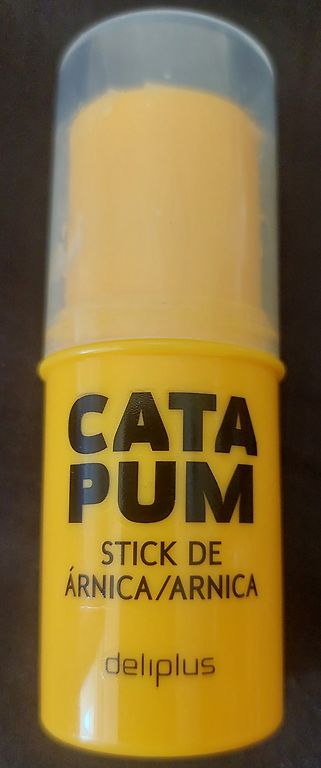 CATA
PUM
STICK DE
ÁRNICA/ARNICA
deliplus